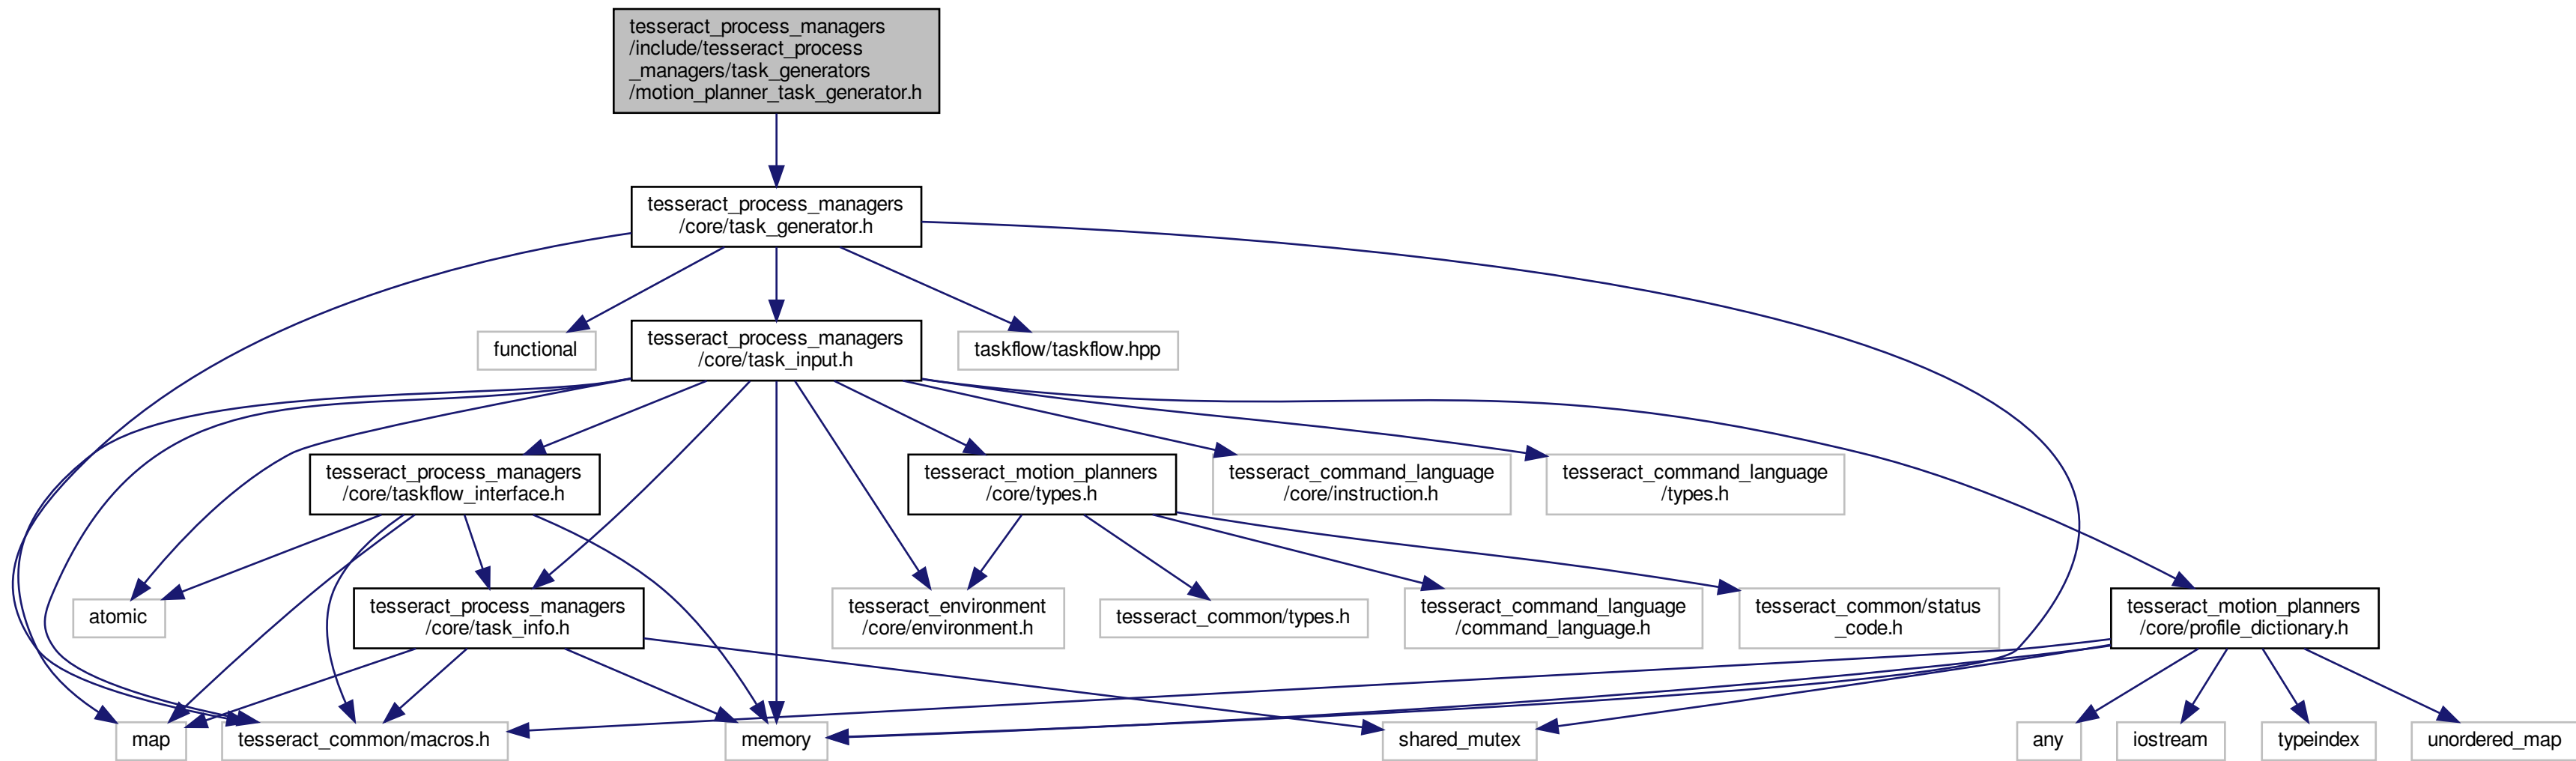 tesseract_process_managers
/include/tesseract_process
_managers/task_generators
/motion_planner_task_generator.h
tesseract_process_managers
/core/task_generator.h
functional
tesseract_process_managers
/core/task_input.h
taskflow/taskflow.hpp
tesseract_process_managers
/core/taskflow_interface.h
tesseract_motion_planners
/core/types.h
tesseract_command_language
/core/instruction.h
tesseract_command_language
/types.h
atomic
tesseract_process_managers
/core/task_info.h
tesseract_environment
/core/environment.h
tesseract_common/types.h
tesseract_command_language
/command_language.h
tesseract_common/status
_code.h
tesseract_motion_planners
/core/profile_dictionary.h
map
tesseract_common/macros.h
memory
shared_mutex
any
iostream
typeindex
unordered_map